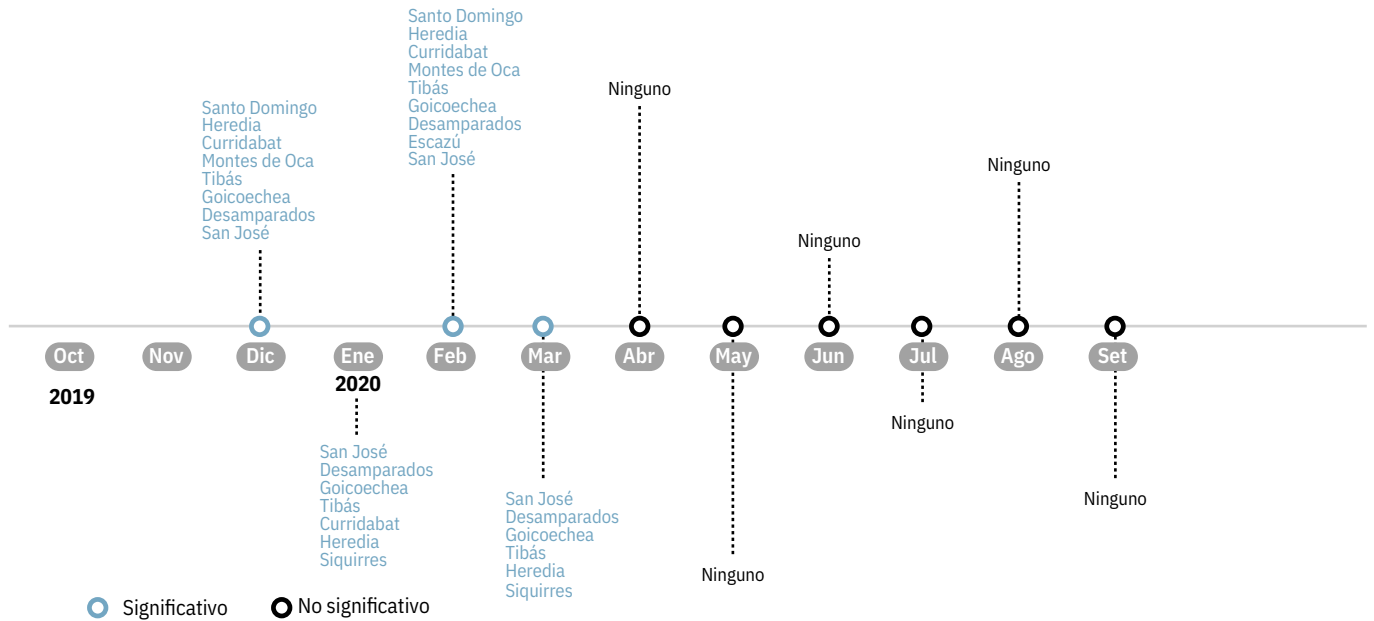 Santo Domingo
Heredia
Curridabat
Montes de Oca
Tibás
Goicoechea
Desamparados
Escazú
San José
Santo Domingo
Heredia
Curridabat
Montes de Oca
Tibás
Goicoechea
Desamparados
San José
Ninguno
Ninguno
Ninguno
Oct
Nov
Dic
Ene
Feb
Mar
Abr
May
Jun
Jul
Ago
Set
2019
2020
San José
Desamparados
Goicoechea
Tibás
Curridabat
Heredia
Siquirres
San José
Desamparados
Goicoechea
Tibás
Heredia
Siquirres
Ninguno
Ninguno
Ninguno
Significativo
No significativo